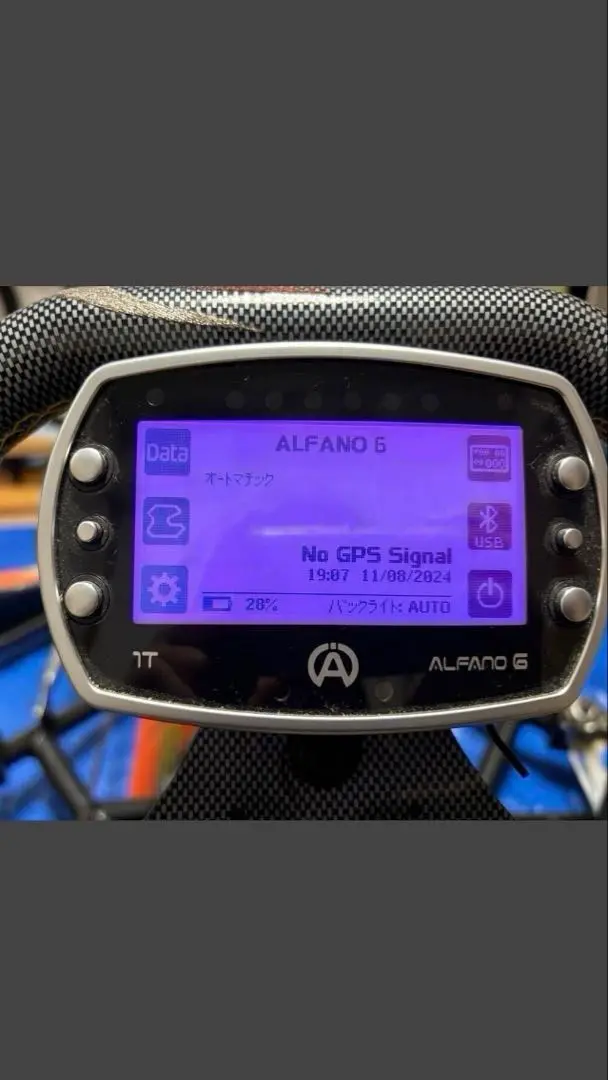 Data
ALFANO 6
オートマチック
USB
No GPS Signal
19:07 11/08/2024
28%
バックライト: AUTO
1T
ALFANO 6